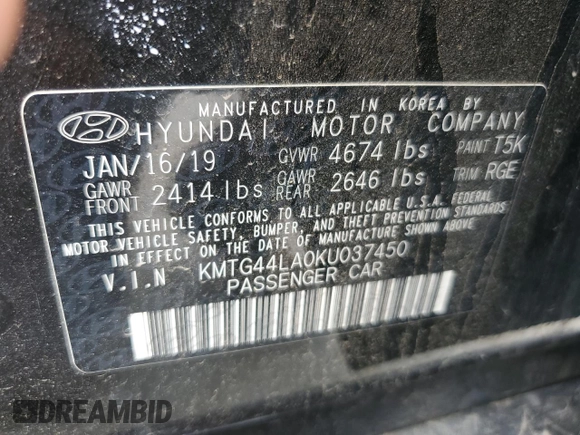 MANUFACTURED IN KOREA BY
HYUNDAI MOTOR COMPANY
JAN/16/19 GVWR 4674 lbs PAINT T5K
GAWR FRONT 2414 lbs GAWR REAR 2646 lbs TRIM RGE
THIS VEHICLE CONFORMS TO ALL APPLICABLE U.S.A. FEDERAL
MOTOR VEHICLE SAFETY, BUMPER, AND THEFT PREVENTION STANDARDS
IN EFFECT ON THE DATE OF MANUFACTURE SHOWN ABOVE.
V.I.N KMTG44LA0KU037450
PASSENGER CAR
DREAMBID